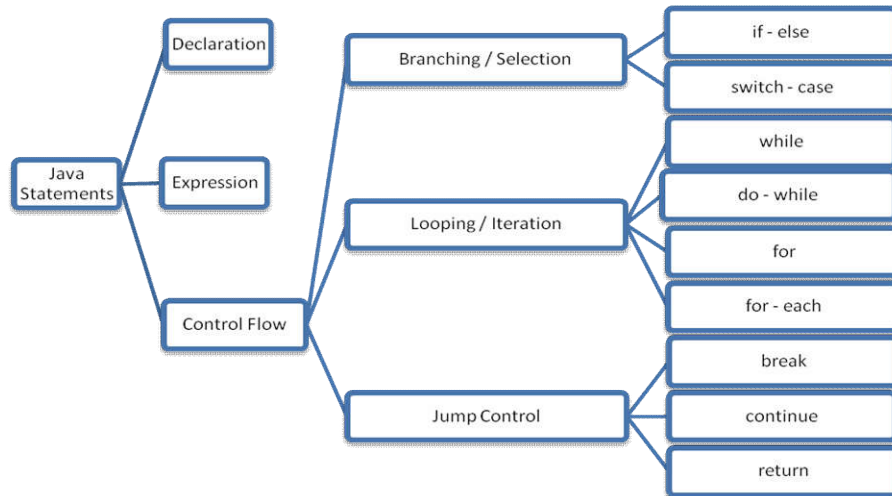 Declaration
Java
Statements
Expression
Control Flow
Branching / Selection
Looping / Iteration
Jump Control
if - else
switch - case
while
do - while
for
for - each
break
continue
return